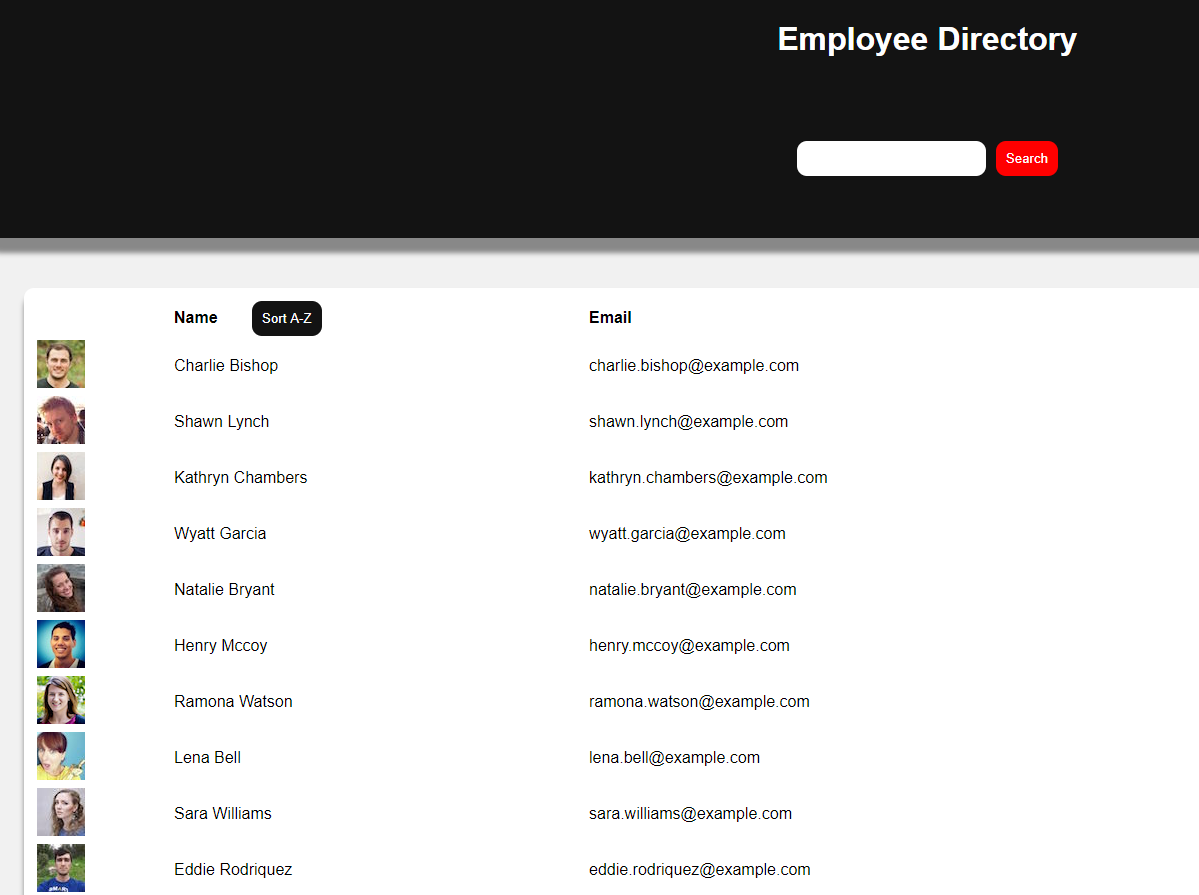 Employee Directory
Search
Name Sort A-Z Email
Charlie Bishop charlie.bishop@example.com
Shawn Lynch shawn.lynch@example.com
Kathryn Chambers kathryn.chambers@example.com
Wyatt Garcia wyatt.garcia@example.com
Natalie Bryant natalie.bryant@example.com
Henry Mccoy henry.mccoy@example.com
Ramona Watson ramona.watson@example.com
Lena Bell lena.bell@example.com
Sara Williams sara.williams@example.com
Eddie Rodriquez eddie.rodriquez@example.com